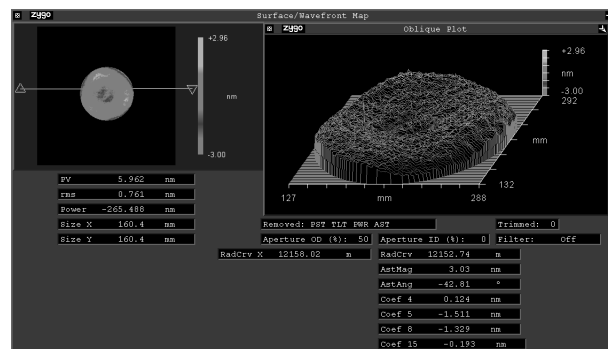 zygo Surface/Wavefront Map
zygo Oblique Plot
+2.96
nm
-3.00
+2.96
nm
-3.00
292
mm
132
127 mm 288
PV 5.962 nm
rms 0.761 nm
Power -265.488 nm
Size X 160.4 mm
Size Y 160.4 mm
Removed: PST TLT PWR AST Trimmed: 0
Aperture OD (%): 50 Aperture ID (%): 0 Filter: Off
RadCrv X 12158.02 m RadCrv 12152.74 m
AstMag 3.03 nm
AstAng -42.81 °
Coef 4 0.124 nm
Coef 5 -1.511 nm
Coef 8 -1.329 nm
Coef 15 -0.193 nm